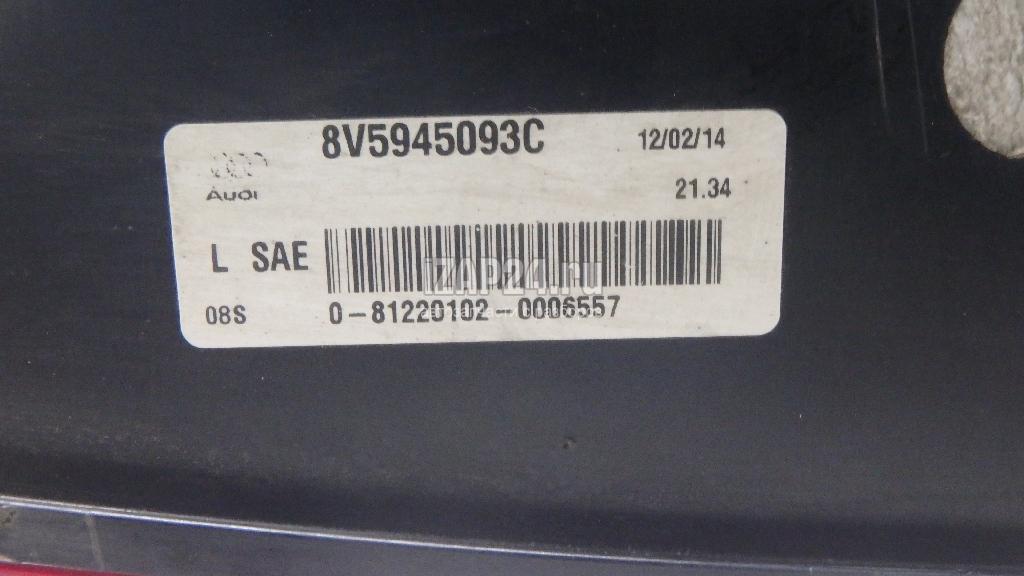 8V5945093C 12/02/14
Audi 21.34
L SAE
IZAP24.ru
08S 0-81220102-0006557